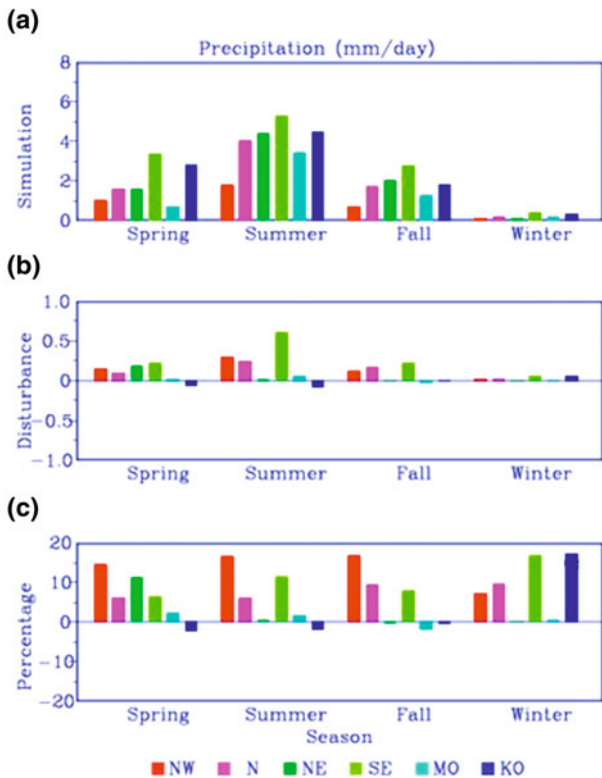 (a)
Precipitation (mm/day)
Simulation
8
6
4
2
0
Spring Summer Fall Winter
(b)
Disturbance
1.0
0.5
0
−0.5
−1.0
Spring Summer Fall Winter
(c)
Percentage
20
10
0
−10
−20
Spring Summer Fall Winter
Season
NW N NE SE MO KO